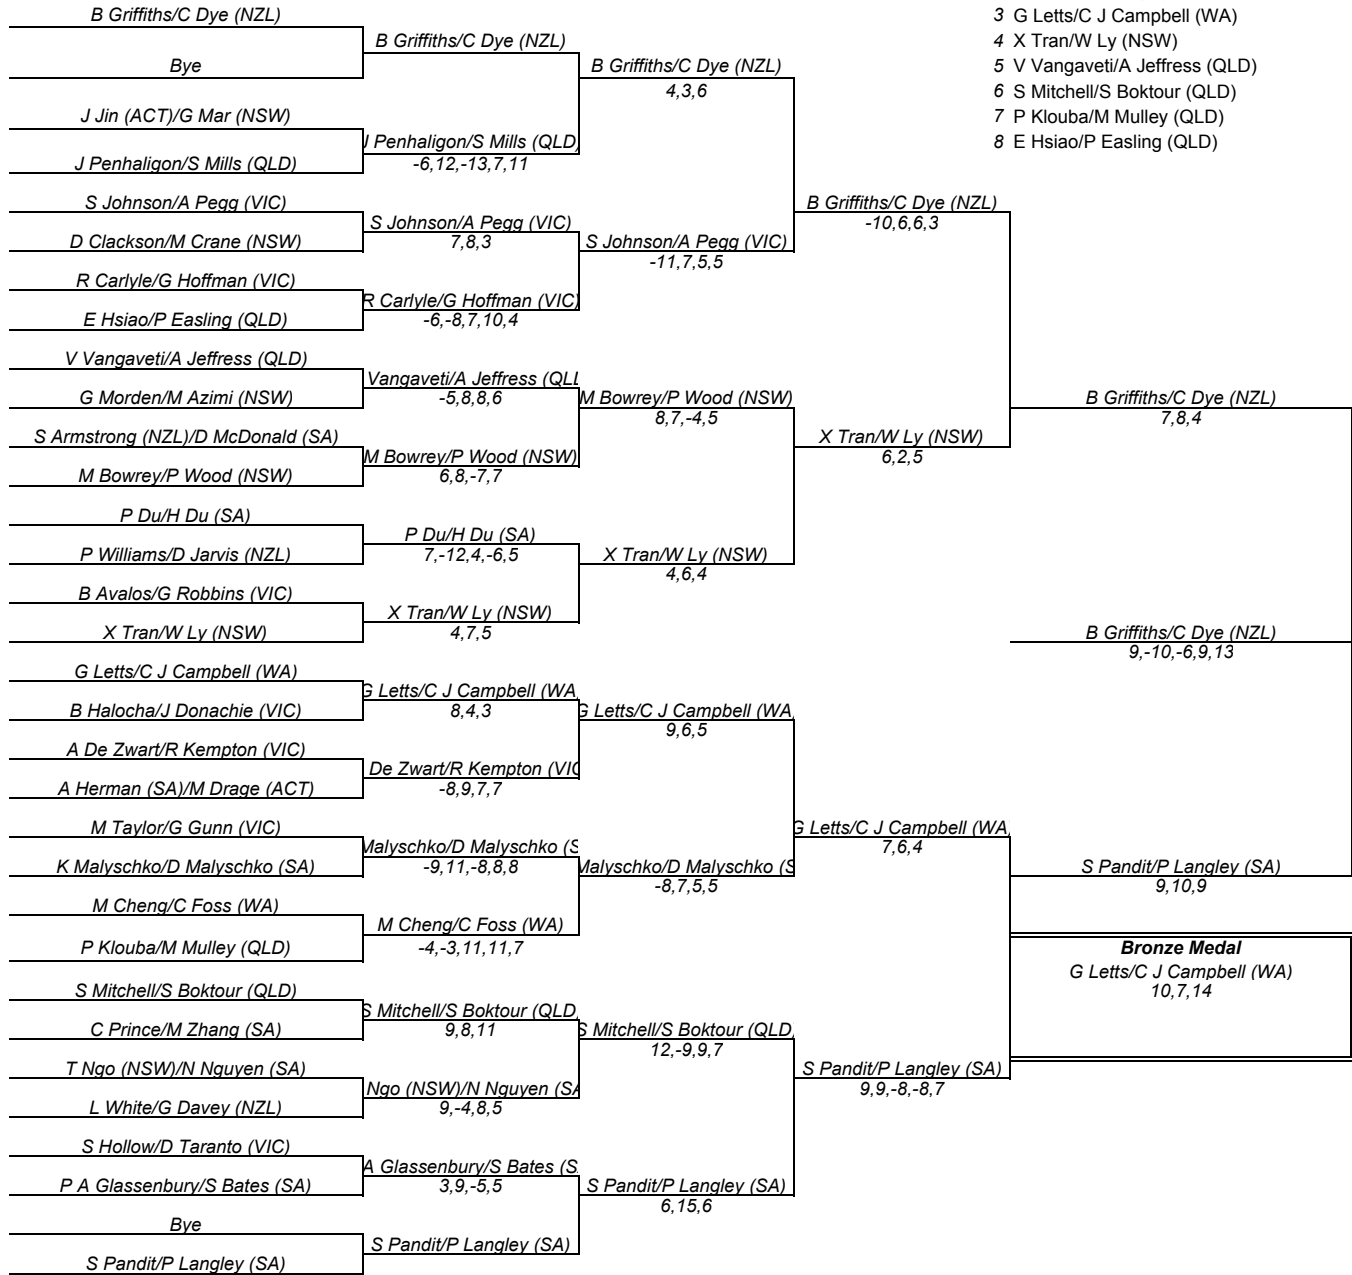 B Griffiths/C Dye (NZL)
3 G Letts/C J Campbell (WA)
B Griffiths/C Dye (NZL)
4 X Tran/W Ly (NSW)
Bye
B Griffiths/C Dye (NZL)
5 V Vangaveti/A Jeffress (QLD)
4,3,6
6 S Mitchell/S Boktour (QLD)
J Jin (ACT)/G Mar (NSW)
7 P Klouba/M Mulley (QLD)
J Penhaligon/S Mills (QLD)
8 E Hsiao/P Easling (QLD)
J Penhaligon/S Mills (QLD)
-6,12,-13,7,11
S Johnson/A Pegg (VIC)
B Griffiths/C Dye (NZL)
S Johnson/A Pegg (VIC)
-10,6,6,3
D Clackson/M Crane (NSW)
7,8,3
S Johnson/A Pegg (VIC)
-11,7,5,5
R Carlyle/G Hoffman (VIC)
R Carlyle/G Hoffman (VIC)
E Hsiao/P Easling (QLD)
-6,-8,7,10,4
V Vangaveti/A Jeffress (QLD)
Vangaveti/A Jeffress (QLD
G Morden/M Azimi (NSW)
-5,8,8,6
M Bowrey/P Wood (NSW)
B Griffiths/C Dye (NZL)
8,7,-4,5
7,8,4
S Armstrong (NZL)/D McDonald (SA)
X Tran/W Ly (NSW)
M Bowrey/P Wood (NSW)
6,2,5
M Bowrey/P Wood (NSW)
6,8,-7,7
P Du/H Du (SA)
P Du/H Du (SA)
P Williams/D Jarvis (NZL)
7,-12,4,-6,5
X Tran/W Ly (NSW)
4,6,4
B Avalos/G Robbins (VIC)
X Tran/W Ly (NSW)
X Tran/W Ly (NSW)
4,7,5
B Griffiths/C Dye (NZL)
9,-10,-6,9,13
G Letts/C J Campbell (WA)
G Letts/C J Campbell (WA
B Halocha/J Donachie (VIC)
8,4,3
G Letts/C J Campbell (WA
9,6,5
A De Zwart/R Kempton (VIC)
De Zwart/R Kempton (VIC
A Herman (SA)/M Drage (ACT)
-8,9,7,7
M Taylor/G Gunn (VIC)
G Letts/C J Campbell (WA
Malyschko/D Malyschko (S
7,6,4
K Malyschko/D Malyschko (SA)
-9,11,-8,8,8
Malyschko/D Malyschko (S
S Pandit/P Langley (SA)
-8,7,5,5
9,10,9
M Cheng/C Foss (WA)
M Cheng/C Foss (WA)
P Klouba/M Mulley (QLD)
-4,-3,11,11,7
Bronze Medal
G Letts/C J Campbell (WA)
10,7,14
S Mitchell/S Boktour (QLD)
S Mitchell/S Boktour (QLD
C Prince/M Zhang (SA)
9,8,11
S Mitchell/S Boktour (QLD
12,-9,9,7
T Ngo (NSW)/N Nguyen (SA)
S Pandit/P Langley (SA)
Ngo (NSW)/N Nguyen (SA
9,9,-8,-8,7
L White/G Davey (NZL)
9,-4,8,5
S Hollow/D Taranto (VIC)
A Glassenbury/S Bates (S
P A Glassenbury/S Bates (SA)
3,9,-5,5
S Pandit/P Langley (SA)
6,15,6
Bye
S Pandit/P Langley (SA)
S Pandit/P Langley (SA)